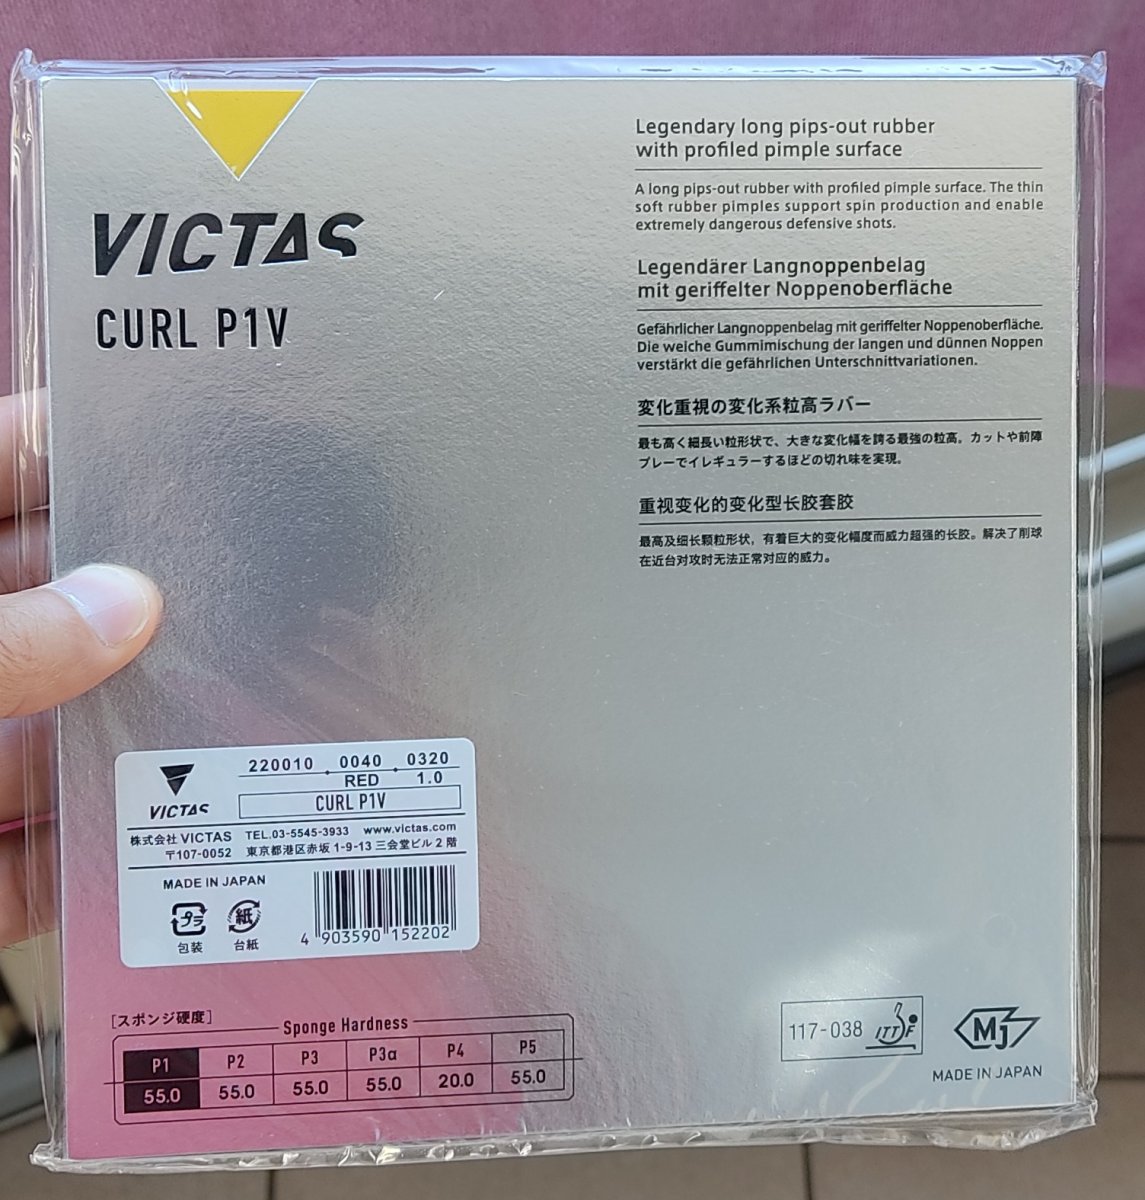 VICTAS
CURL P1V
Legendary long pips-out rubber
with profiled pimple surface
A long pips-out rubber with profiled pimple surface. The thin
soft rubber pimples support spin production and enable
extremely dangerous defensive shots.
Legendärer Langnoppenbelag
mit geriffelter Noppenoberfläche
Gefährlicher Langnoppenbelag mit geriffelter Noppenoberfläche.
Die weiche Gummimischung der langen und dünnen Noppen
verstärkt die gefährlichen Unterschnittvariationen.
変化重視の変化系粒高ラバー
最も高く細長い粒形状で、大きな変化幅を誇る最強の粒高。カットや前陣
プレーでイレギュラーするほどの切れ味を実現。
重视变化的变化型长胶套胶
最高及细长颗粒形状，有着巨大的变化幅度而威力超强的长胶。解决了削球
在近台对攻时无法正常对应的威力。
VICTAS
220010 . 0040 . 0320
RED 1.0
CURL P1V
株式会社 VICTAS TEL.03-5545-3933 www.victas.com
〒107-0052 東京都港区赤坂 1-9-13 三会堂ビル 2 階
MADE IN JAPAN
プラ 紙
包装 台紙
4 903590 152202
[スポンジ硬度]
Sponge Hardness
P1 P2 P3 P3α P4 P5
55.0 55.0 55.0 55.0 20.0 55.0
117-038 ITTF
MJ
MADE IN JAPAN